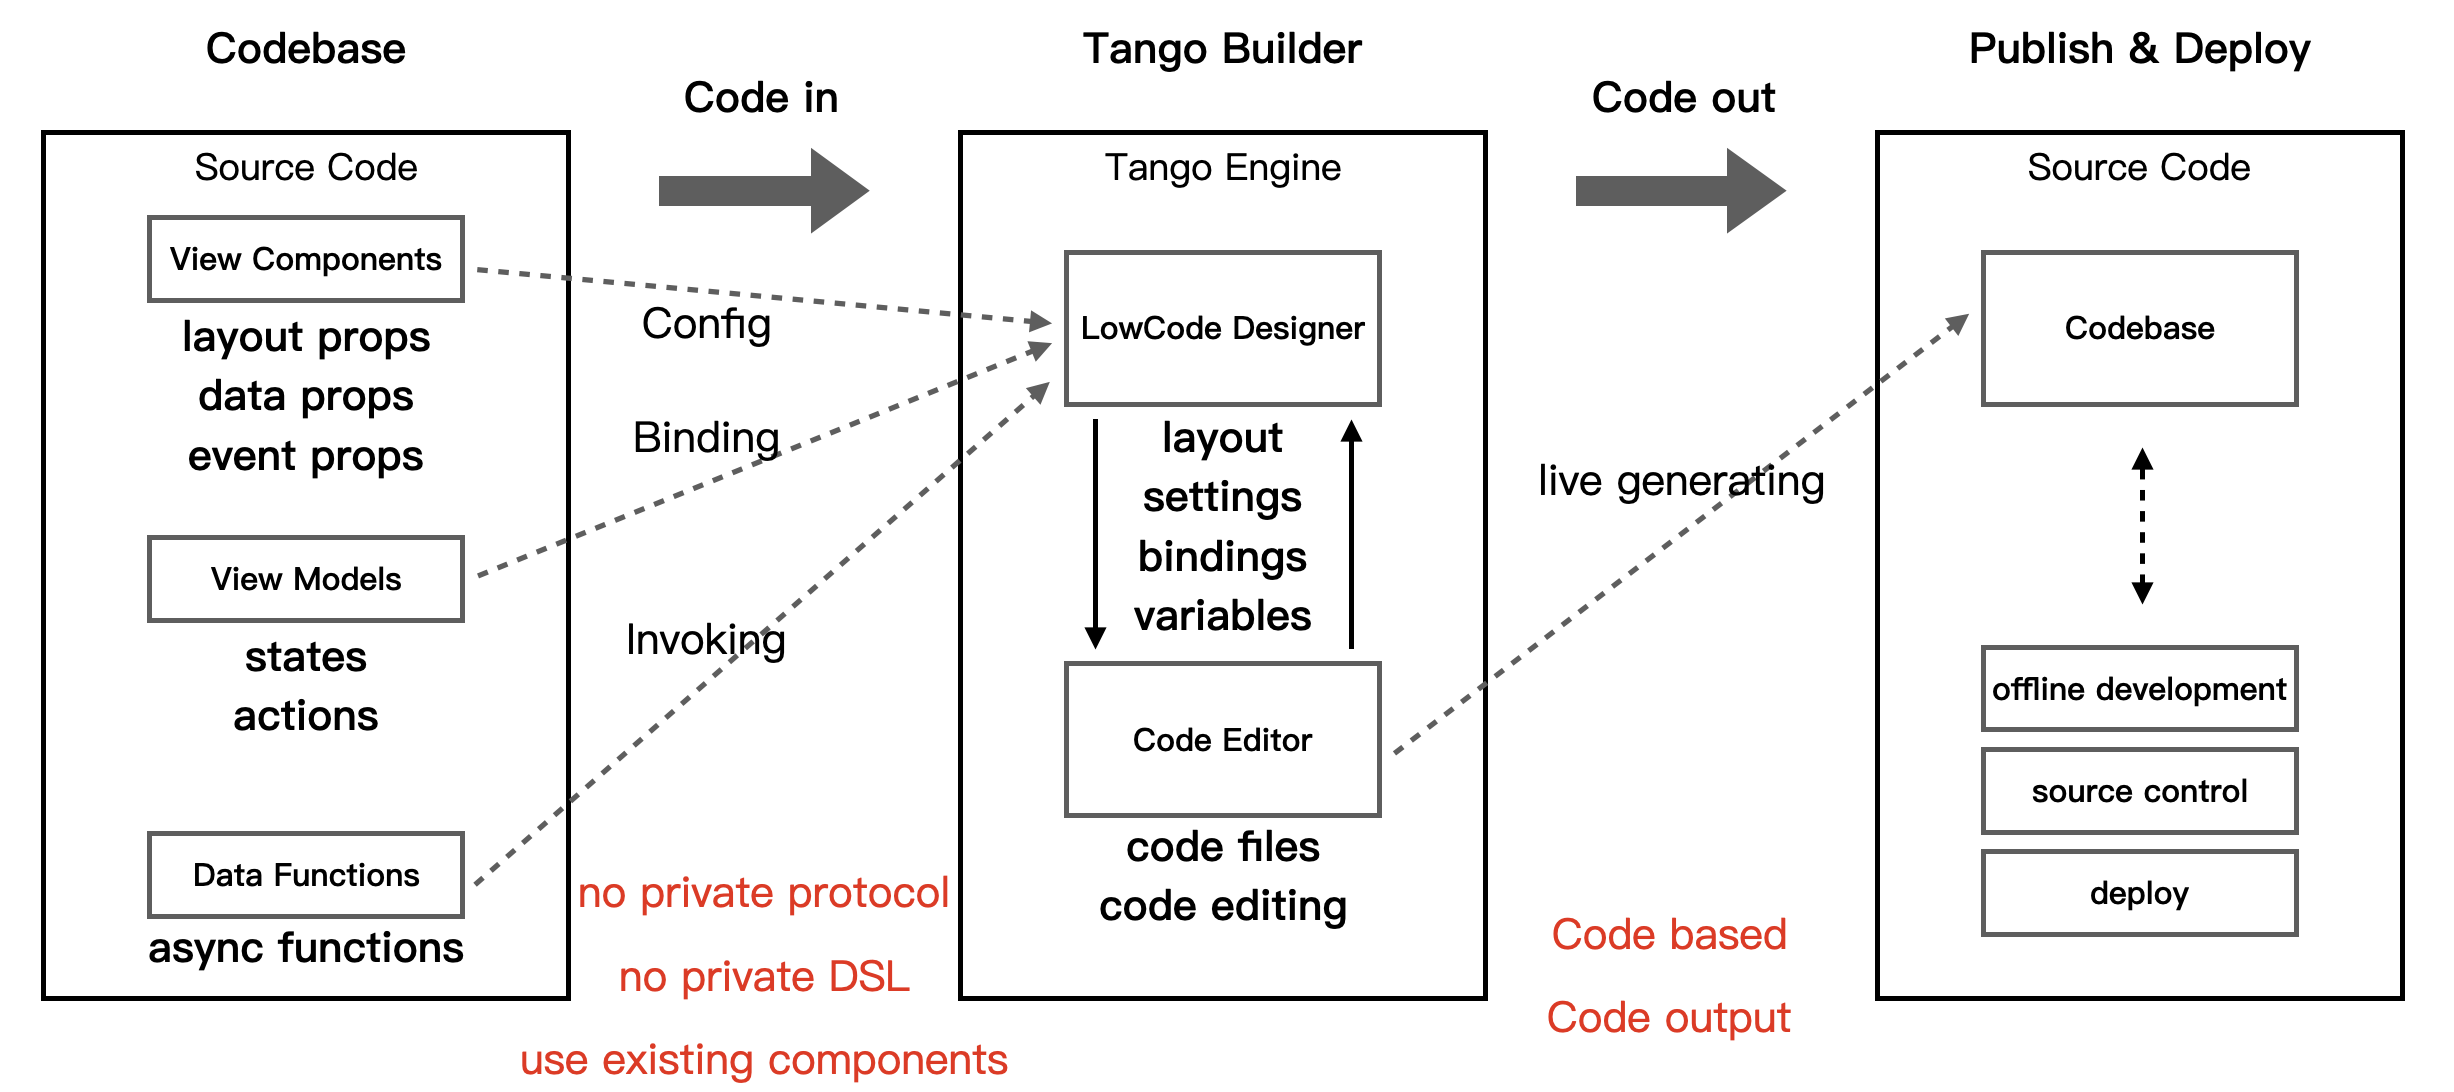 Codebase
Source Code
View Components
layout props
data props
event props
View Models
states
actions
Data Functions
async functions
Code in
Config
Binding
Invoking
no private protocol
no private DSL
use existing components
Tango Builder
Tango Engine
LowCode Designer
layout
settings
bindings
variables
Code Editor
code files
code editing
Code out
live generating
Code based
Code output
Publish & Deploy
Source Code
Codebase
offline development
source control
deploy